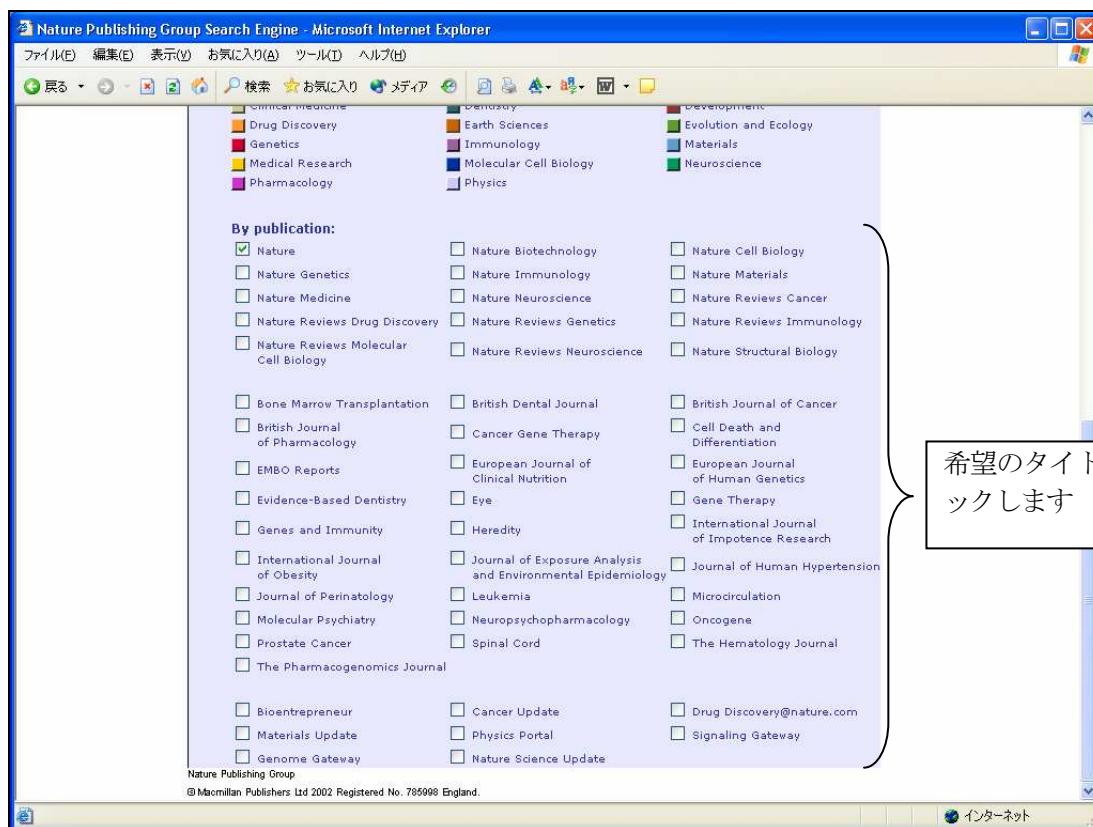 Nature Publishing Group Search Engine - Microsoft Internet Explorer
ファイル(F) 編集(E) 表示(V) お気に入り(A) ツール(T) ヘルプ(H)
戻る 検索 お気に入り メディア
Clinical Medicine Dentistry Development
Drug Discovery Earth Sciences Evolution and Ecology
Genetics Immunology Materials
Medical Research Molecular Cell Biology Neuroscience
Pharmacology Physics
By publication:
Nature Nature Biotechnology Nature Cell Biology
Nature Genetics Nature Immunology Nature Materials
Nature Medicine Nature Neuroscience Nature Reviews Cancer
Nature Reviews Drug Discovery Nature Reviews Genetics Nature Reviews Immunology
Nature Reviews Molecular
Cell Biology
Nature Reviews Neuroscience Nature Structural Biology
Bone Marrow Transplantation British Dental Journal British Journal of Cancer
British Journal
of Pharmacology
Cancer Gene Therapy
Cell Death and
Differentiation
EMBO Reports
European Journal of
Clinical Nutrition
European Journal
of Human Genetics
Evidence-Based Dentistry Eye Gene Therapy
Genes and Immunity Heredity
International Journal
of Impotence Research
International Journal
of Obesity
Journal of Exposure Analysis
and Environmental Epidemiology
Journal of Human Hypertension
Journal of Perinatology Leukemia Microcirculation
Molecular Psychiatry Neuropsychopharmacology Oncogene
Prostate Cancer Spinal Cord The Hematology Journal
The Pharmacogenomics Journal
Bioentrepreneur Cancer Update Drug Discovery@nature.com
Materials Update Physics Portal Signaling Gateway
Genome Gateway Nature Science Update
希望のタイト
ックします
Nature Publishing Group
© Macmillan Publishers Ltd 2002 Registered No. 785998 England.
インターネット